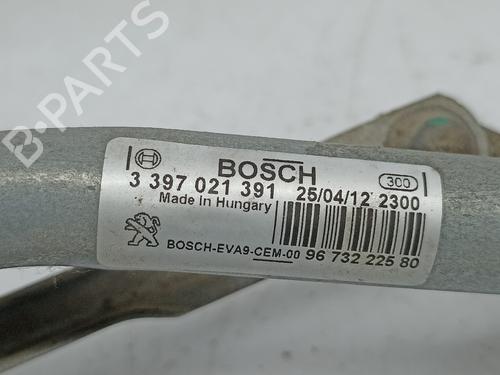 BOSCH
300
3 397 021 391 25/04/12 2300
Made In Hungary
BOSCH-EVA9-CEM-00 96 732 225 80
B-PARTS